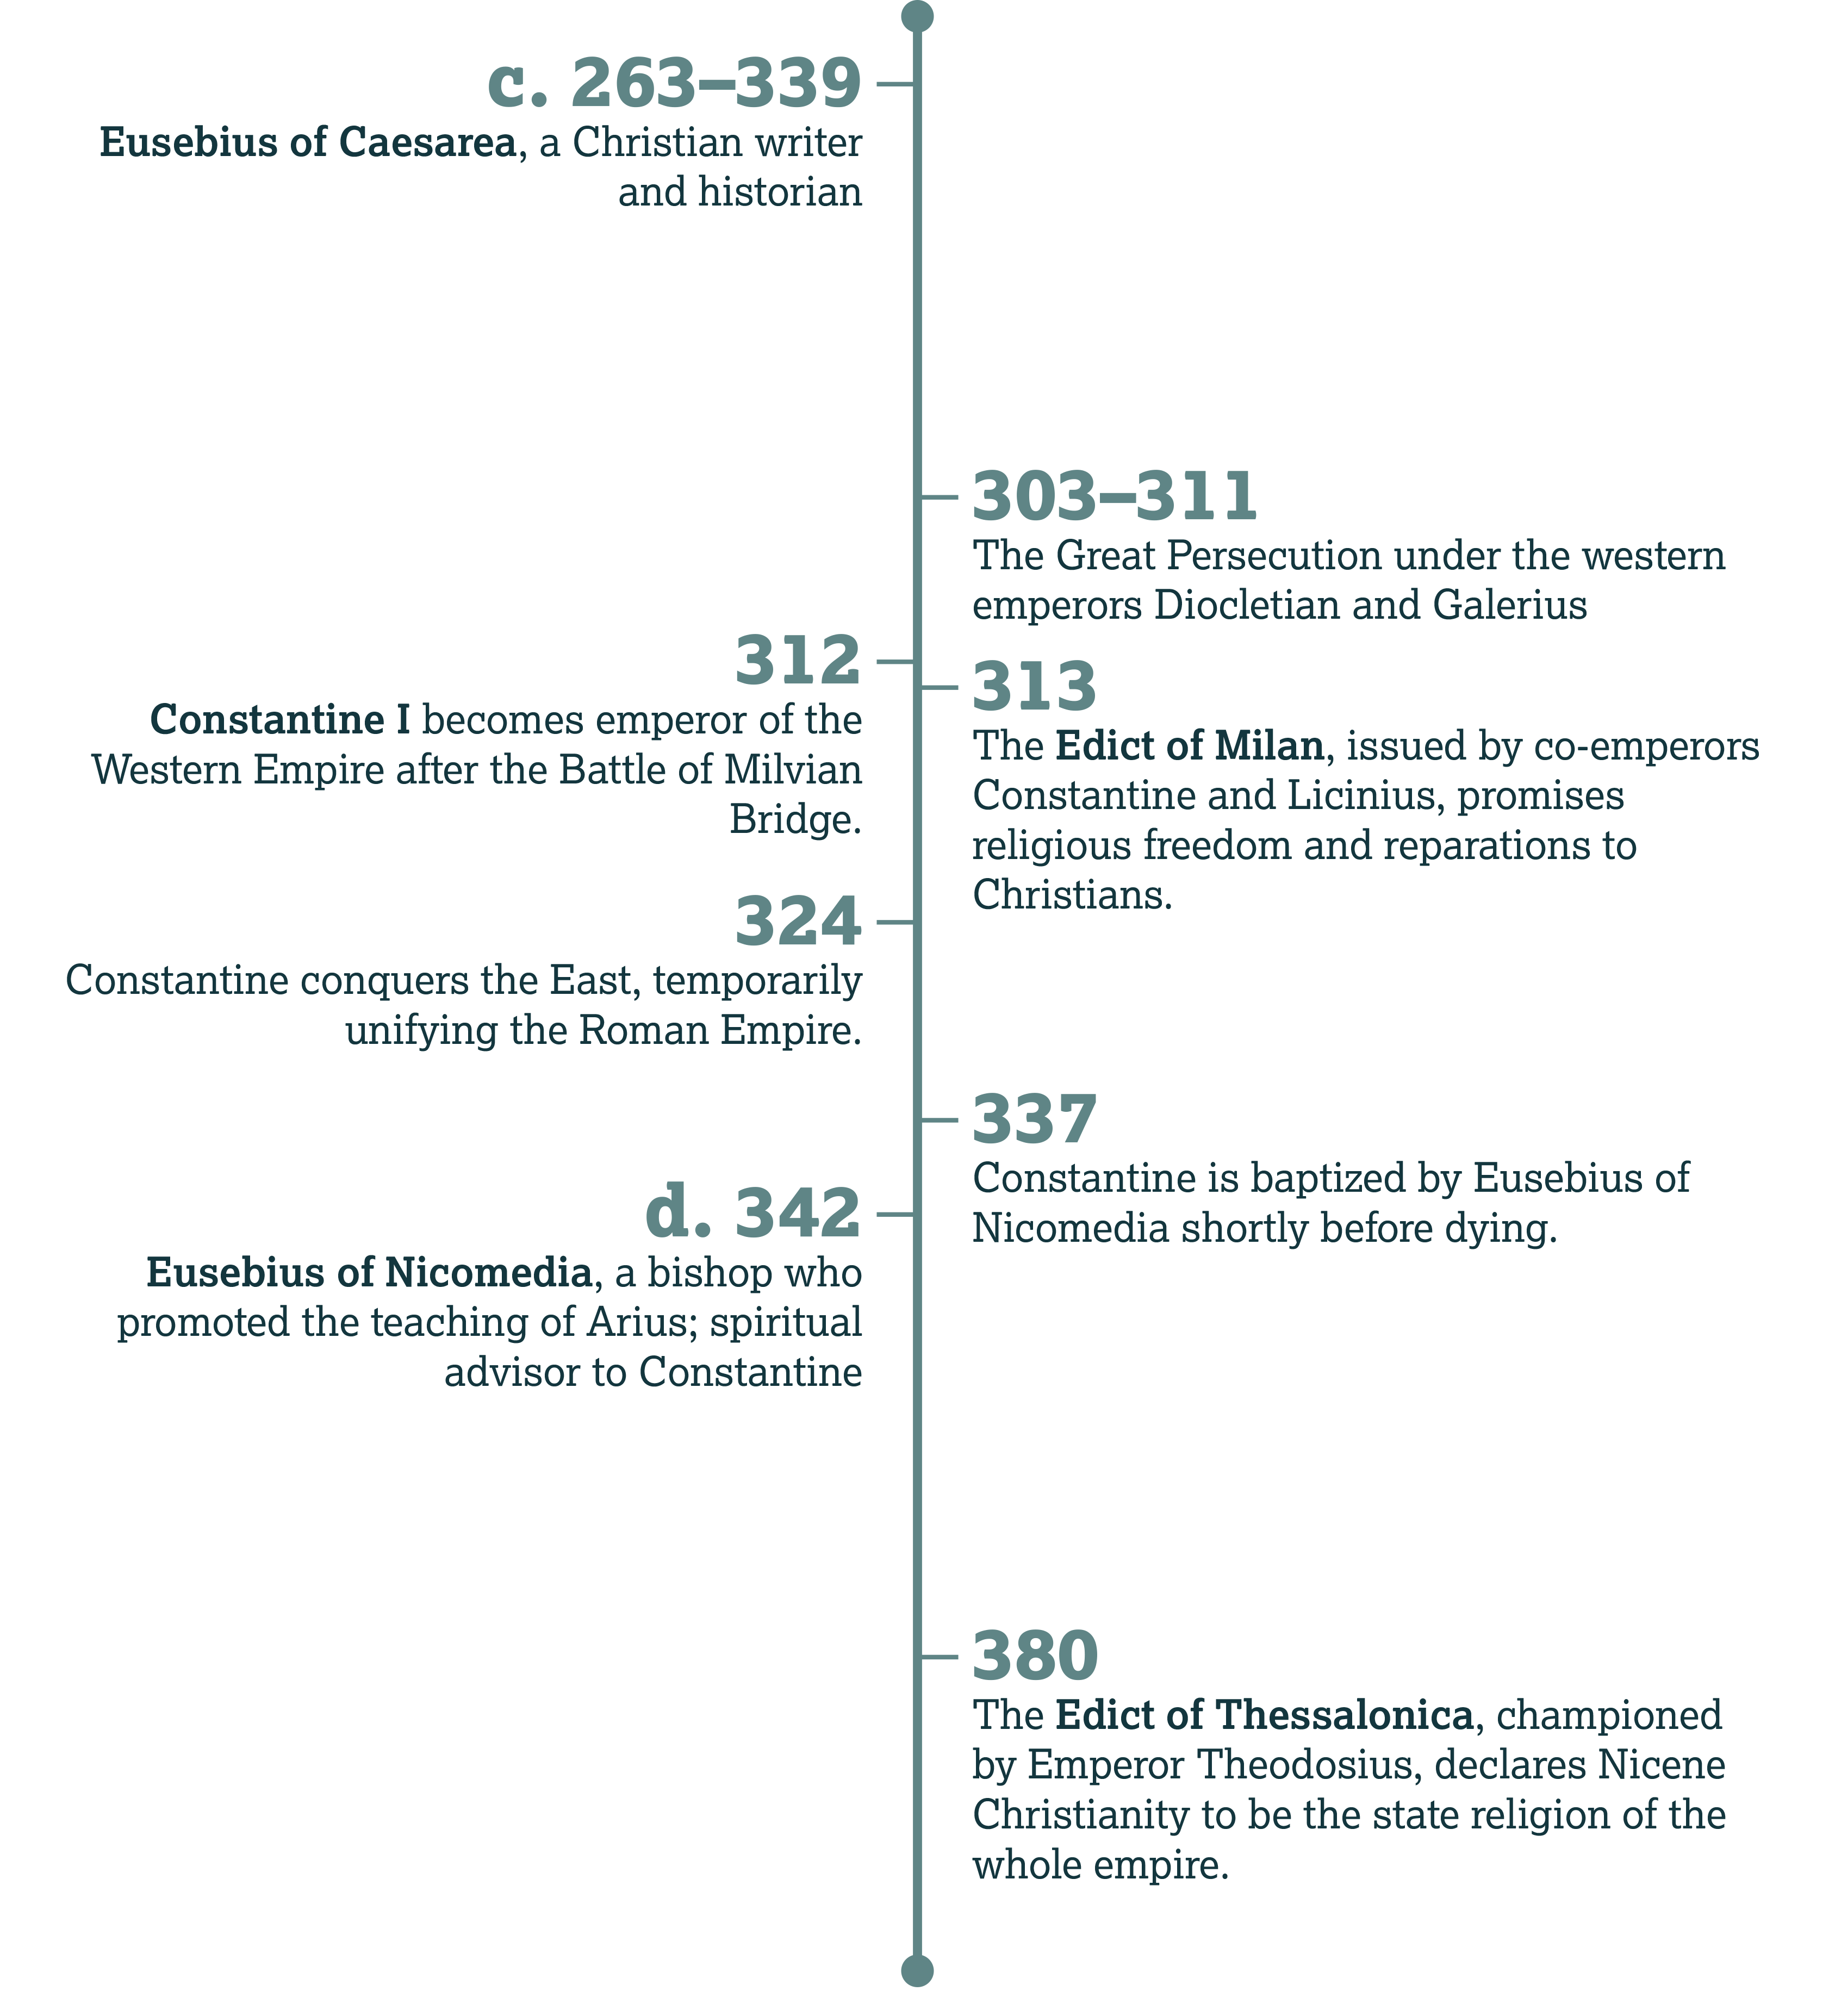 c. 263–339
Eusebius of Caesarea, a Christian writer
and historian
303–311
The Great Persecution under the western
emperors Diocletian and Galerius
312
Constantine I becomes emperor of the
Western Empire after the Battle of Milvian
Bridge.
313
The Edict of Milan, issued by co-emperors
Constantine and Licinius, promises
religious freedom and reparations to
Christians.
324
Constantine conquers the East, temporarily
unifying the Roman Empire.
337
Constantine is baptized by Eusebius of
Nicomedia shortly before dying.
d. 342
Eusebius of Nicomedia, a bishop who
promoted the teaching of Arius; spiritual
advisor to Constantine
380
The Edict of Thessalonica, championed
by Emperor Theodosius, declares Nicene
Christianity to be the state religion of the
whole empire.